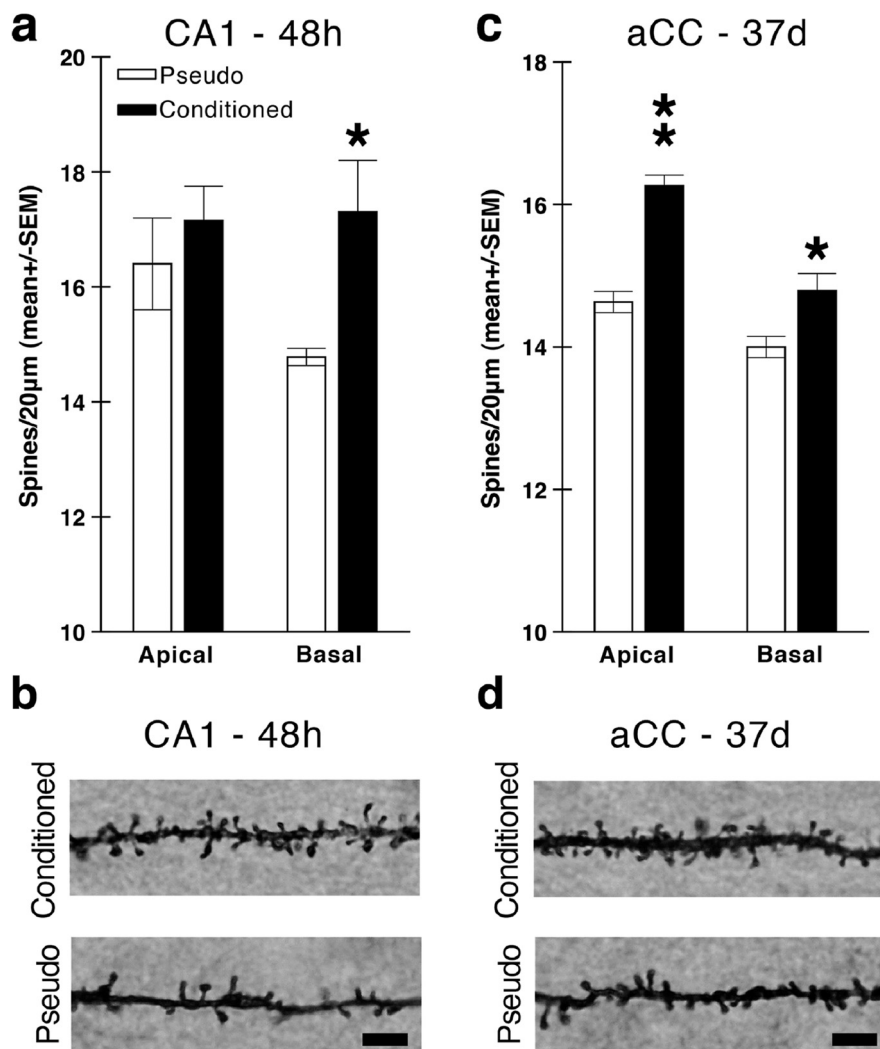 a
CA1 - 48h
20
18
16
14
12
10
Spines/20µm (mean+/-SEM)
Pseudo
Conditioned
*
Apical
Basal
c
aCC - 37d
18
16
14
12
10
Spines/20µm (mean+/-SEM)
*
*
*
Apical
Basal
b
CA1 - 48h
Conditioned
Pseudo
d
aCC - 37d
Conditioned
Pseudo